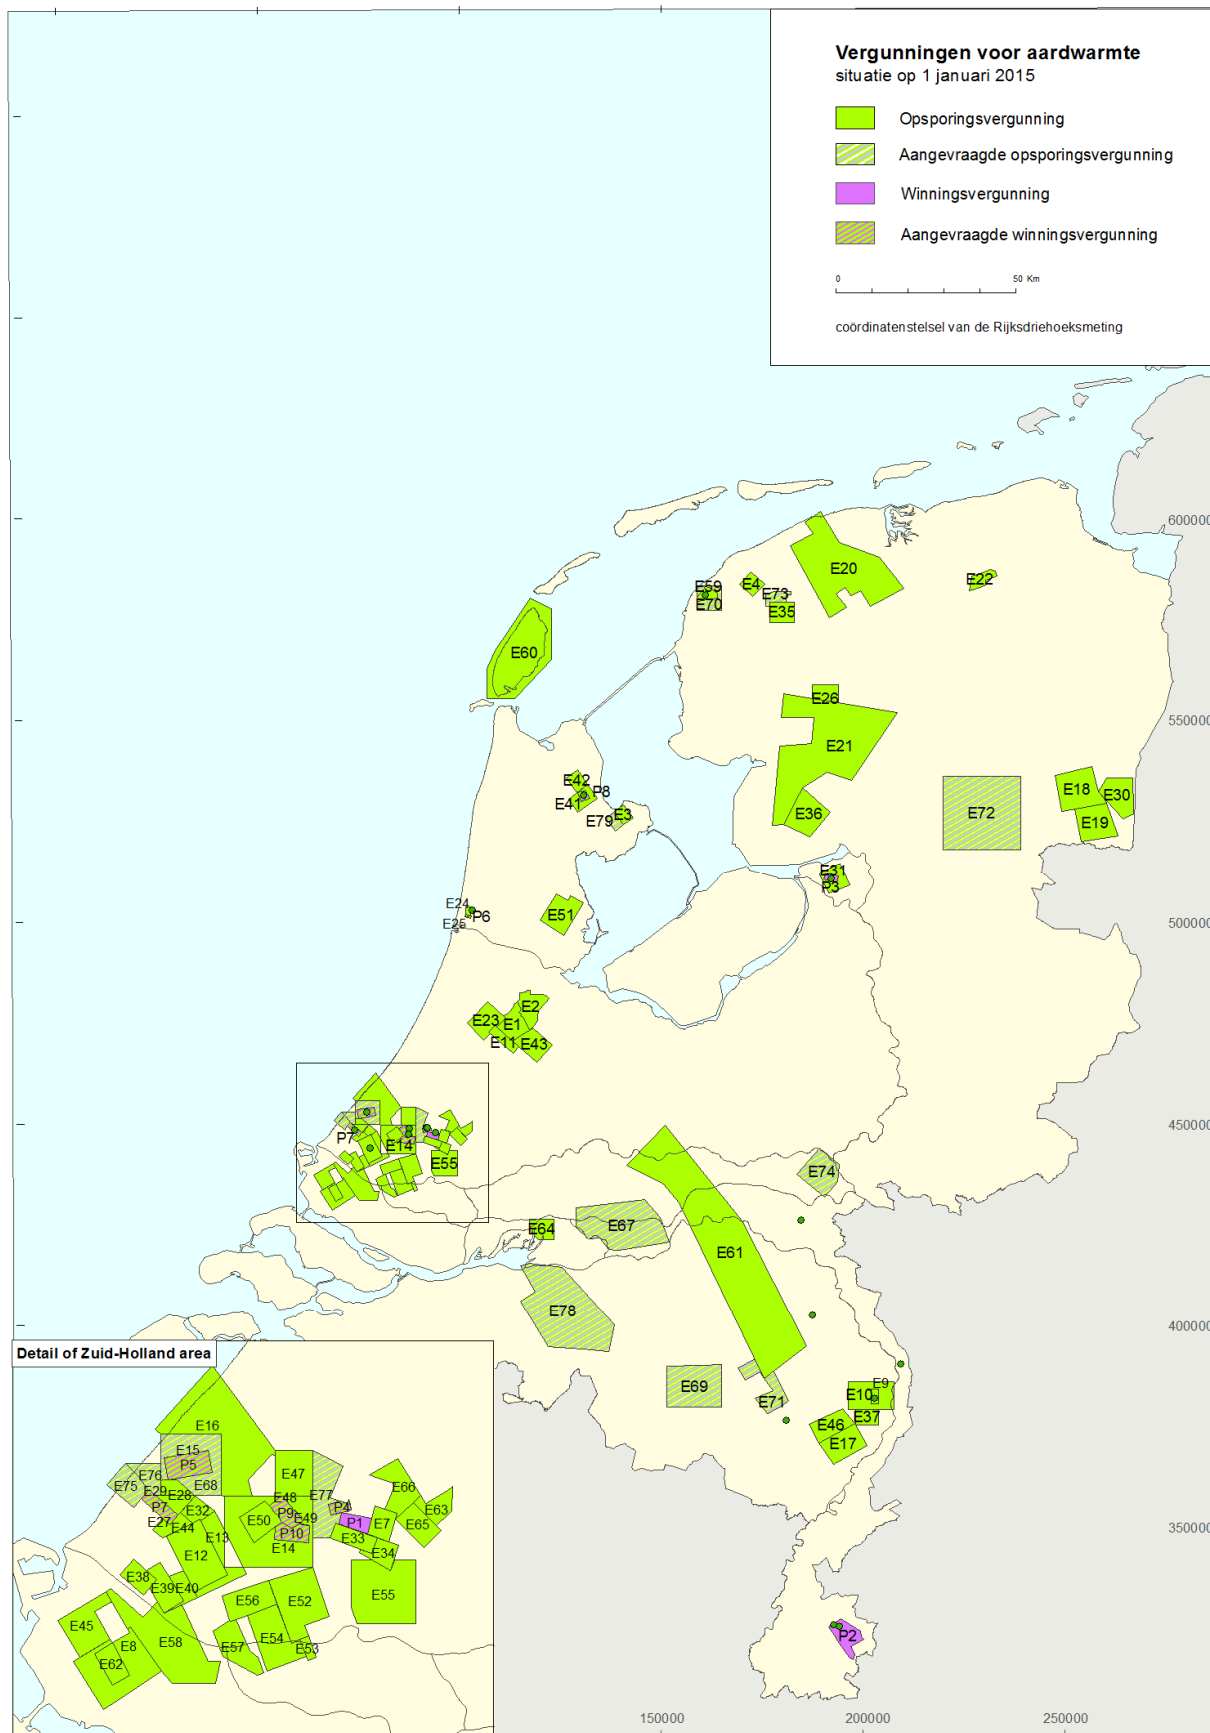 Vergunningen voor aardwarmte
situatie op 1 januari 2015
Opsporingsvergunning
Aangevraagde opsporingsvergunning
Winningsvergunning
Aangevraagde winningsvergunning
0 50 Km
coördinatenstelsel van de Rijksdriehoeksmeting
600000
E20
E22
E59
E4
E73
E70
E35
E60
E26
550000
E21
E42
P8
E41
E3
E79
E36
E72
E18
E30
E19
E31
P3
E24
P6
E25
E51
500000
E2
E23
E1
E11
E43
450000
P7
E14
E55
E74
E64
E67
E61
E78
400000
E69
E71
E9
E10
E37
E46
E17
350000
P2
150000
200000
250000
Detail of Zuid-Holland area
E16
E15
P5
E76
E75
E68
E47
E77
E29
E28
E66
P7
E32
E48
P4
E63
E27
P9
E49
P1
E7
E65
E44
E13
E50
P10
E33
E12
E14
E34
E38
E39
E40
E55
E56
E52
E45
E8
E58
E54
E57
E53
E62